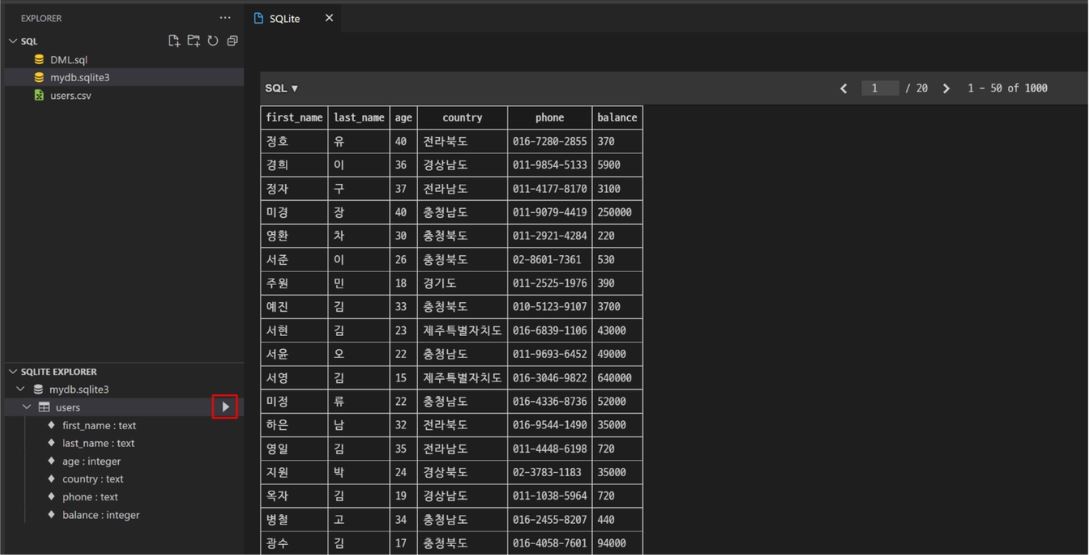 EXPLORER
SQL
DML.sql
mydb.sqlite3
users.csv
SQLITE EXPLORER
mydb.sqlite3
users
first_name : text
last_name : text
age : integer
country : text
phone : text
balance : integer
SQLite
SQL ▼ 1 / 20 1 - 50 of 1000
first_name last_name age country phone balance
정호 유 40 전라북도 016-7280-2855 370
경희 이 36 경상남도 011-9854-5133 5900
정자 구 37 전라남도 011-4177-8170 3100
미경 장 40 충청남도 011-9079-4419 250000
영환 차 30 충청북도 011-2921-4284 220
서준 이 26 충청북도 02-8601-7361 530
주원 민 18 경기도 011-2525-1976 390
예진 김 33 충청북도 010-5123-9107 3700
서현 김 23 제주특별자치도 016-6839-1106 43000
서윤 오 22 충청남도 011-9693-6452 49000
서영 김 15 제주특별자치도 016-3046-9822 640000
미정 류 22 충청남도 016-4336-8736 52000
하은 남 32 전라북도 016-9544-1490 35000
영일 김 35 전라남도 011-4448-6198 720
지원 박 24 경상북도 02-3783-1183 35000
옥자 김 19 경상남도 011-1038-5964 720
병철 고 34 충청남도 016-2455-8207 440
광수 김 17 충청북도 016-4058-7601 94000